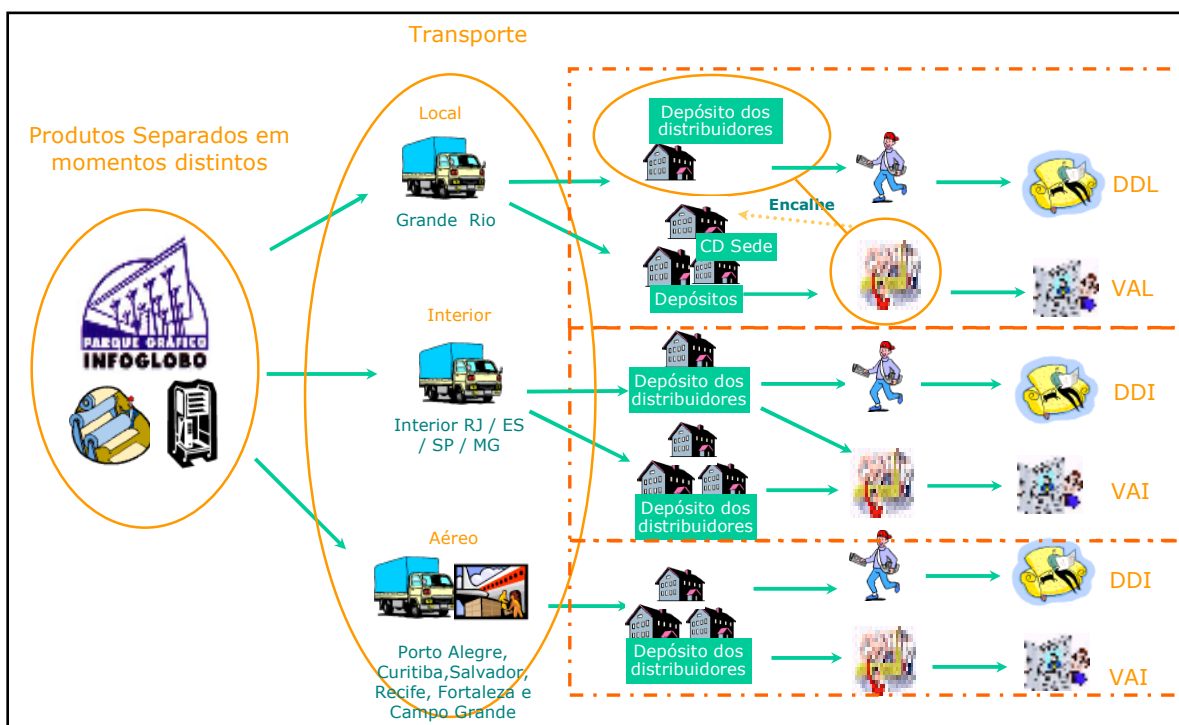 Transporte
Produtos Separados em
momentos distintos
PARQUE GRÁFICO
INFOGLOBO
Local
Grande Rio
Interior
Interior RJ / ES
/ SP / MG
Aéreo
Porto Alegre,
Curitiba,Salvador,
Recife, Fortaleza e
Campo Grande
Depósito dos
distribuidores
DDL
Encalhe
CD Sede
Depósitos
VAL
Depósito dos
distribuidores
DDI
Depósito dos
distribuidores
VAI
DDI
Depósito dos
distribuidores
VAI